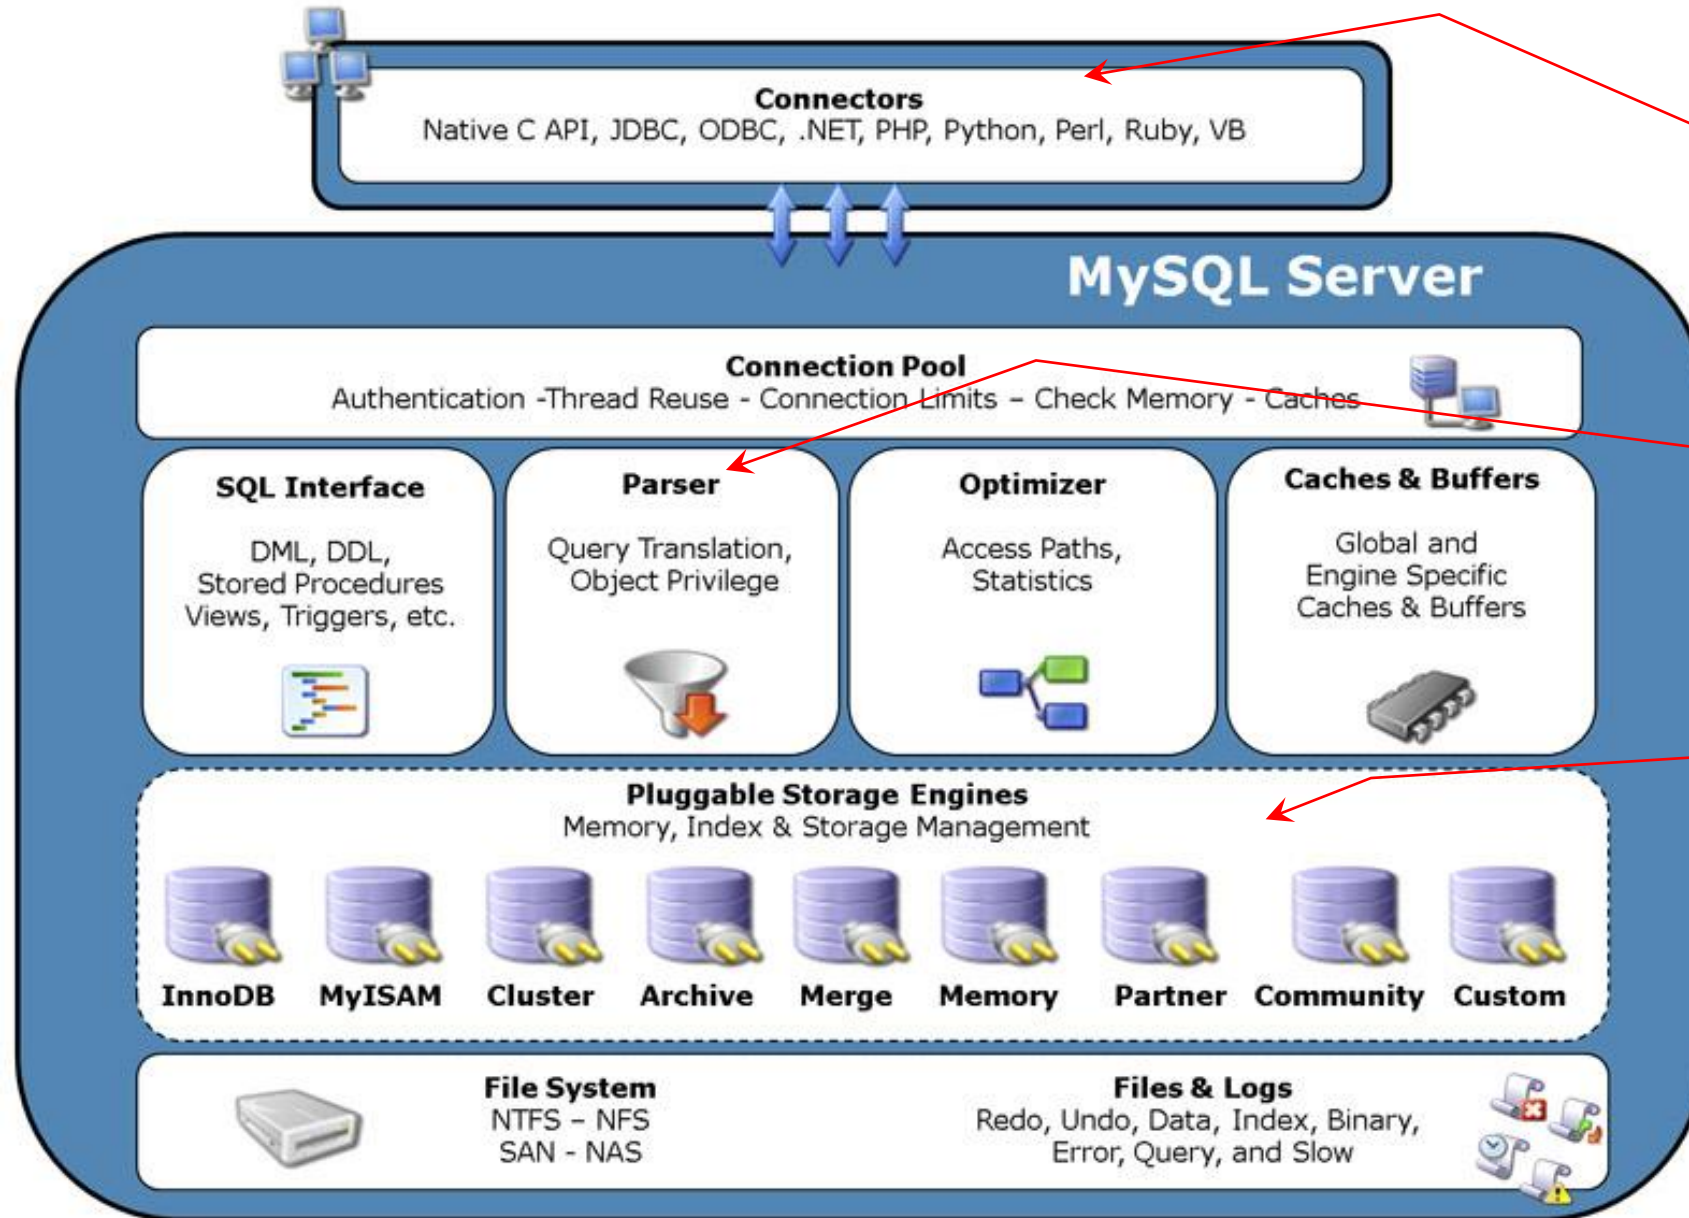 Connectors
Native C API, JDBC, ODBC, .NET, PHP, Python, Perl, Ruby, VB
MySQL Server
Connection Pool
Authentication -Thread Reuse - Connection Limits – Check Memory - Caches
SQL Interface
DML, DDL,
Stored Procedures
Views, Triggers, etc.
Parser
Query Translation,
Object Privilege
Optimizer
Access Paths,
Statistics
Caches & Buffers
Global and
Engine Specific
Caches & Buffers
Pluggable Storage Engines
Memory, Index & Storage Management
InnoDB
MyISAM
Cluster
Archive
Merge
Memory
Partner
Community
Custom
File System
NTFS – NFS
SAN - NAS
Files & Logs
Redo, Undo, Data, Index, Binary,
Error, Query, and Slow